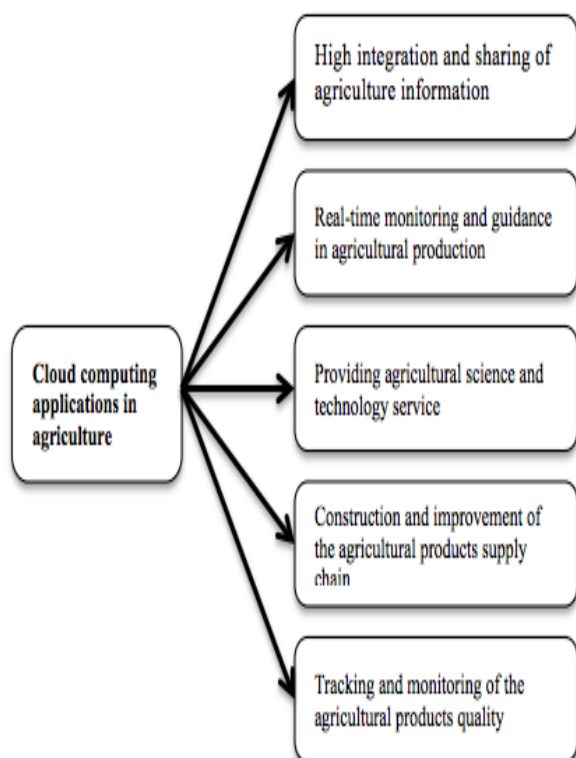 High integration and sharing of
agriculture information
Real-time monitoring and guidance
in agricultural production
Cloud computing
applications in
agriculture
Providing agricultural science and
technology service
Construction and improvement of
the agricultural products supply
chain
Tracking and monitoring of the
agricultural products quality